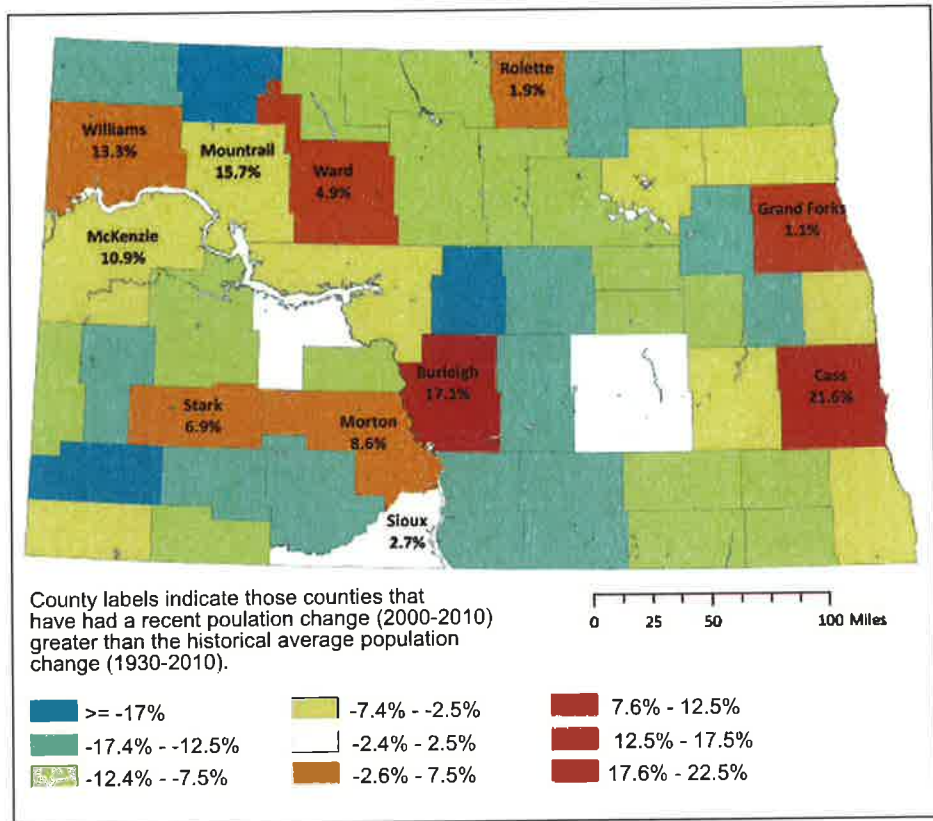 Rolette
1.9%
Williams
13.3%
Mountrail
15.7%
Ward
4.9%
Grand Forks
1.1%
McKenzie
10.9%
Burleigh
17.1%
Cass
21.6%
Stark
6.9%
Morton
8.6%
Sioux
2.7%
County labels indicate those counties that
have had a recent poulation change (2000-2010)
greater than the historical average population
change (1930-2010).
0 25 50 100 Miles
>= -17%
-17.4% - -12.5%
-12.4% - -7.5%
-7.4% - -2.5%
-2.4% - 2.5%
-2.6% - 7.5%
7.6% - 12.5%
12.5% - 17.5%
17.6% - 22.5%